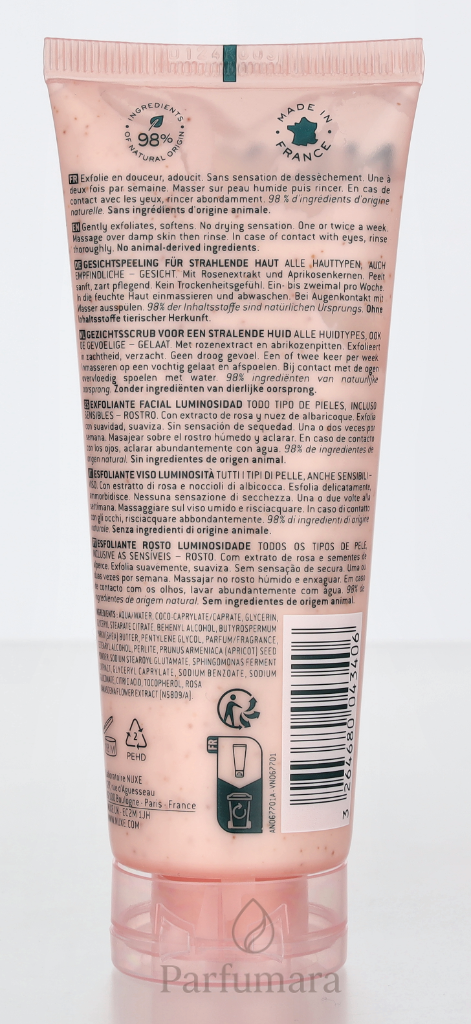 INGREDIENTS
98%
OF NATURAL ORIGIN
MADE IN
FRANCE
FR Exfolie en douceur, adoucit. Sans sensation de dessèchement. Une à
deux fois par semaine. Masser sur peau humide puis rincer. En cas de
contact avec les yeux, rincer abondamment. 98 % d'ingrédients d'origine
naturelle. Sans ingrédients d'origine animale.
EN Gently exfoliates, softens. No drying sensation. One or twice a week.
Massage over damp skin then rinse. In case of contact with eyes, rinse
thoroughly. No animal-derived ingredients.
DE GESICHTSPEELING FÜR STRAHLENDE HAUT ALLE HAUTTYPEN, AUCH
EMPFINDLICHE - GESICHT. Mit Rosenextrakt und Aprikosenkernen. Peelt
sanft, zart pflegend. Kein Trockenheitsgefühl. Ein- bis zweimal pro Woche
in die feuchte Haut einmassieren und abwaschen. Bei Augenkontakt mit
Wasser ausspülen. 98% der Inhaltsstoffe sind natürlichen Ursprungs. Ohne
Inhaltsstoffe tierischer Herkunft.
NL GEZICHTSSCRUB VOOR EEN STRALENDE HUID ALLE HUIDTYPES, OOK
GEVOELIGE - GELAAT. Met rozenextract en abrikozenpitten. Exfolieert
zachtheid, verzacht. Geen droog gevoel. Een of twee keer per week
inmasseren op een vochtig gelaat en afspoelen. Bij contact met de ogen
overvloedig spoelen met water. 98% ingrediënten van natuurlijke
oorsprong. Zonder ingrediënten van dierlijke oorsprong.
ES EXFOLIANTE FACIAL LUMINOSIDAD TODO TIPO DE PIELES, INCLUSO
SENSIBLES - ROSTRO. Con extracto de rosa y nuez de albaricoque. Exfolia
con suavidad, suaviza. Sin sensación de sequedad. Una o dos veces por
semana. Masajear sobre el rostro húmedo y aclarar. En caso de contacto
con los ojos, aclarar abundantemente con agua. 98% de ingredientes de
origen natural. Sin ingredientes de origen animal.
ESFOLIANTE VISO LUMINOSITÀ TUTTI I TIPI DI PELLE, ANCHE SENSIBILI -
VISO. Con estratto di rosa e noccioli di albicocca. Esfolia delicatamente,
ammorbidisce. Nessuna sensazione di secchezza. Una o due volte alla
settimana. Massaggiare sul viso umido e risciacquare. In caso di contatto
con gli occhi, risciacquare abbondantemente. 98% di ingredienti di origine
naturale. Senza ingredienti di origine animale.
ESFOLIANTE ROSTO LUMINOSIDADE TODOS OS TIPOS DE PELE,
INCLUSIVE AS SENSÍVEIS - ROSTO. Com extrato de rosa e sementes de
alperce. Exfolia suavemente, suaviza. Sem sensação de secura. Uma ou
duas vezes por semana. Massajar no rosto húmido e enxaguar. Em caso
de contacto com os olhos, lavar abundantemente com água. 98% de
ingredientes de origem natural. Sem ingredientes de origem animal.
INGREDIENTS: AQUA/WATER, COCO-CAPRYLATE/CAPRATE, GLYCERIN,
STEARATE CITRATE, BEHENYL ALCOHOL, BUTYROSPERMUM
BUTTER, PENTYLENE GLYCOL, PARFUM/FRAGRANCE,
ALCOHOL, PERLITE, PRUNUS ARMENIACA (APRICOT) SEED
POWDER, SODIUM STEAROYL GLUTAMATE, SPHINGOMONAS FERMENT
GLYCERYL CAPRYLATE, SODIUM BENZOATE, SODIUM
CITRIC ACID, TOCOPHEROL, ROSA
FLOWER EXTRACT [N5809/A].
2
PEHD
FR
AND67701A-VN067701
3 264680 043406
Laboratoire NUXE
rue d'Aguesseau
Boulogne - Paris - France
UK - EC2M 1JH
.NUXE.COM
Parfumara